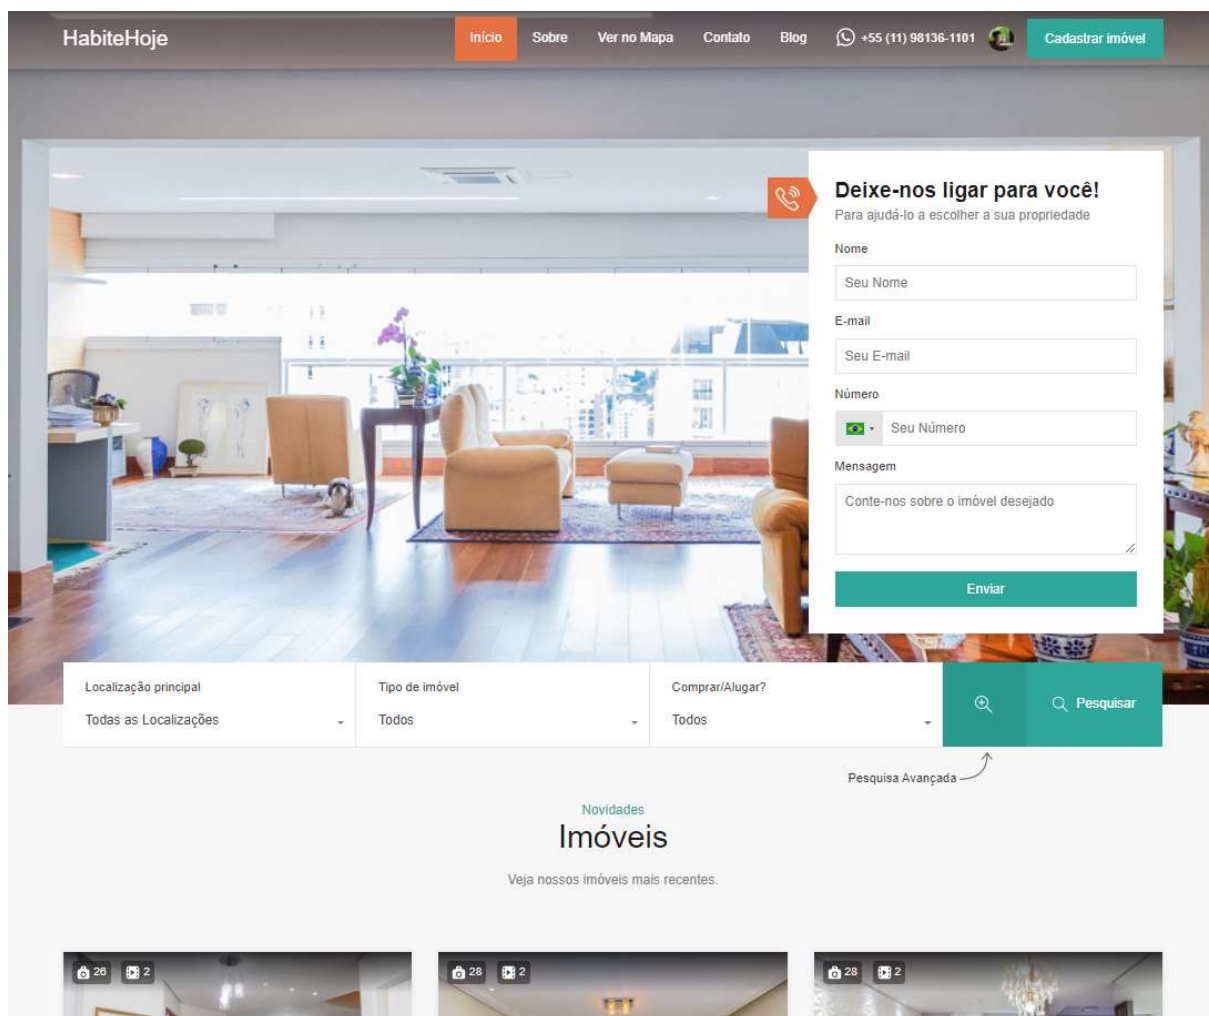 HabiteHoje
Início
Sobre
Ver no Mapa
Contato
Blog
+55 (11) 98136-1101
Cadastrar imóvel
Deixe-nos ligar para você!
Para ajudá-lo a escolher a sua propriedade
Nome
Seu Nome
E-mail
Seu E-mail
Número
Seu Número
Mensagem
Conte-nos sobre o imóvel desejado
Enviar
Localização principal
Todas as Localizações
Tipo de imóvel
Todos
Comprar/Alugar?
Todos
Pesquisar
Pesquisa Avançada
Novidades
Imóveis
Veja nossos imóveis mais recentes.
26 2
28 2
28 2